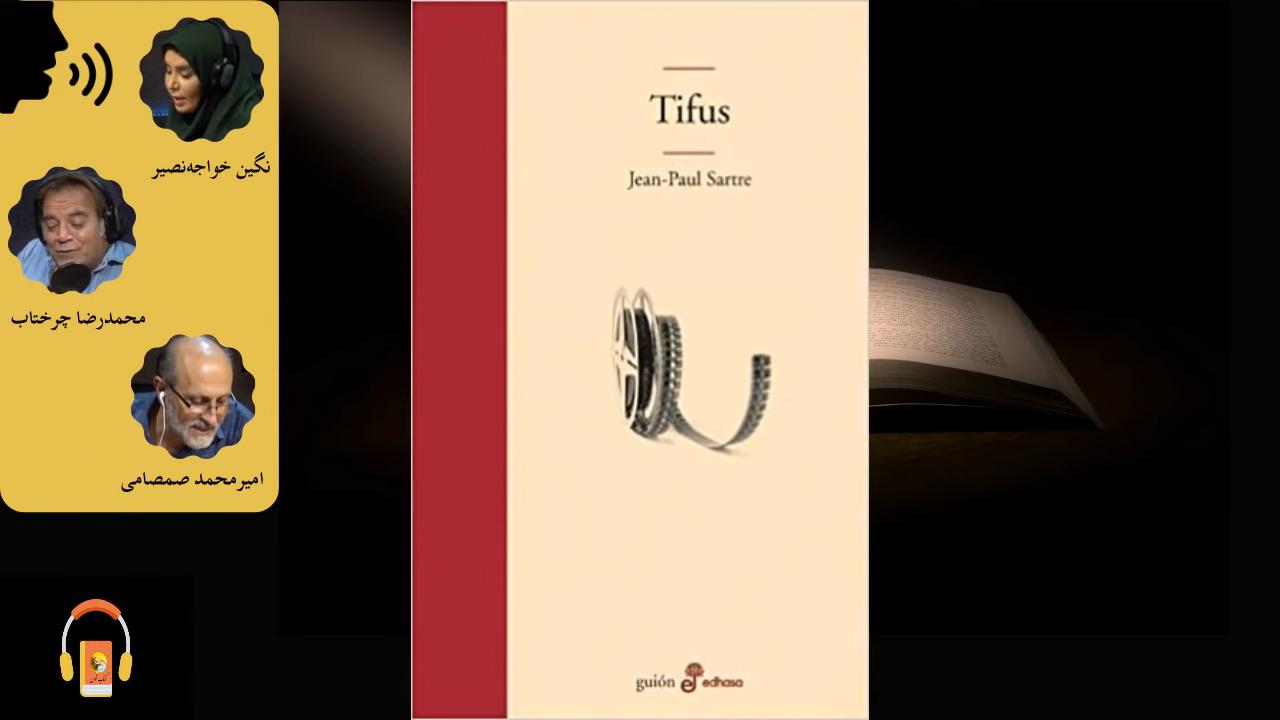 نگین خواجه‌نصیر
محمدرضا چرختاب
امیرمحمد صمصامی
Tifus
Jean-Paul Sartre
guión edhasa